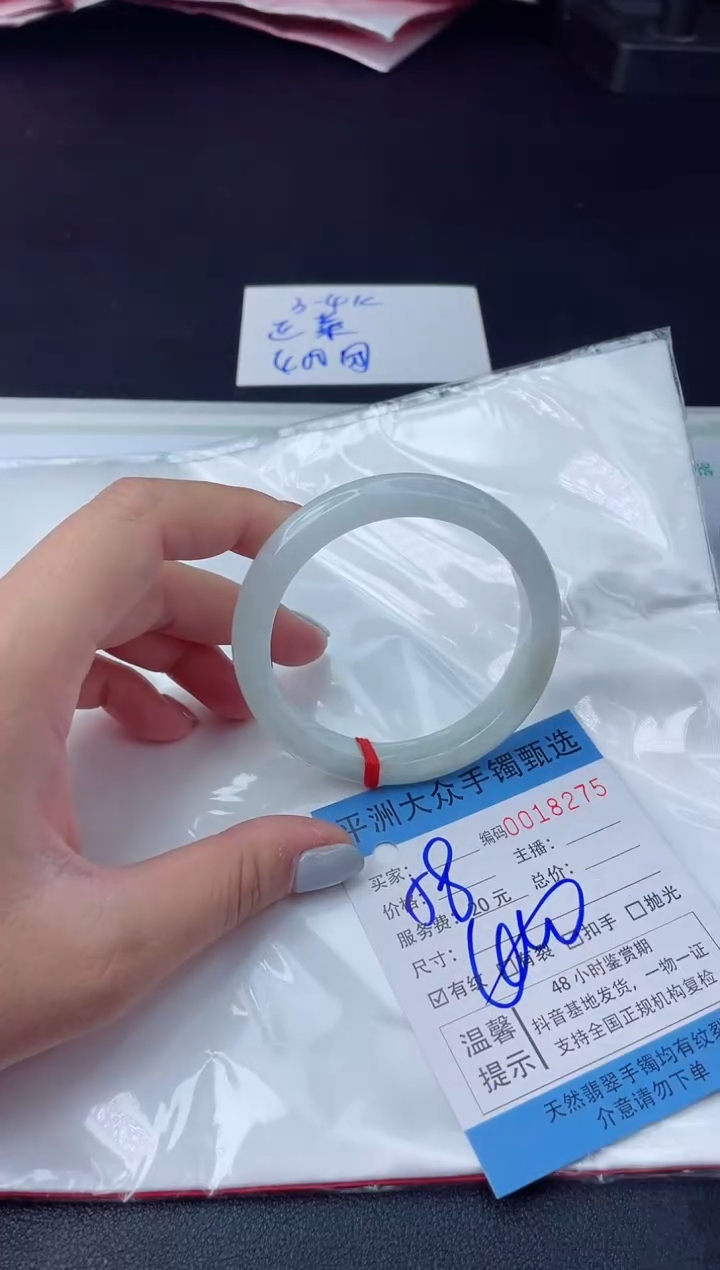 平洲大众手镯甄选
编码0018275
买家: 主播:
价格: 总价:
08
服务费: 20元
尺寸:
☑有纹 扣手 □抛光
温馨提示
48小时鉴赏期
抖音基地发货，一物一证
支持全国正规机构复检
天然翡翠手镯均有纹裂
介意请勿下单